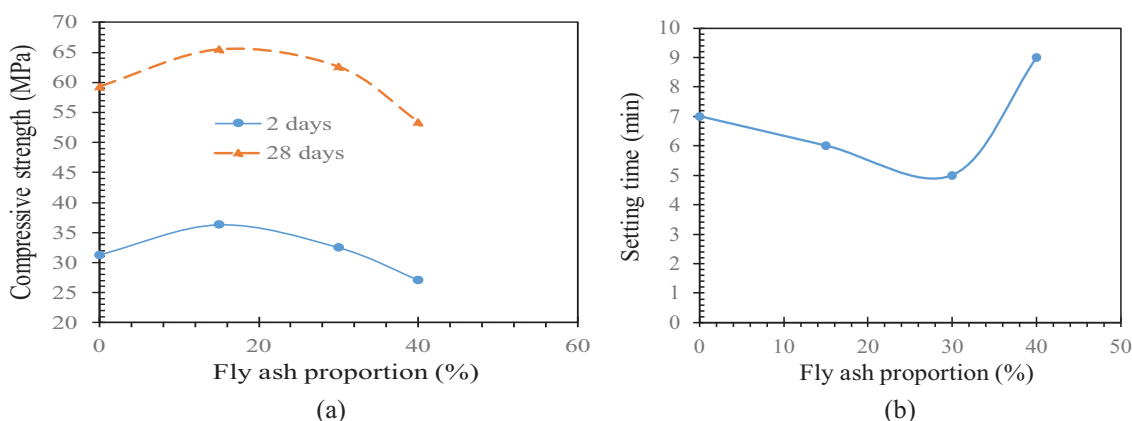 70
65
60
55
50
45
40
35
30
25
20
Compressive strength (MPa)
2 days
28 days
0 20 40 60
Fly ash proportion (%)
(a)
10
9
8
7
6
5
4
3
2
1
0
Setting time (min)
0 10 20 30 40 50
Fly ash proportion (%)
(b)